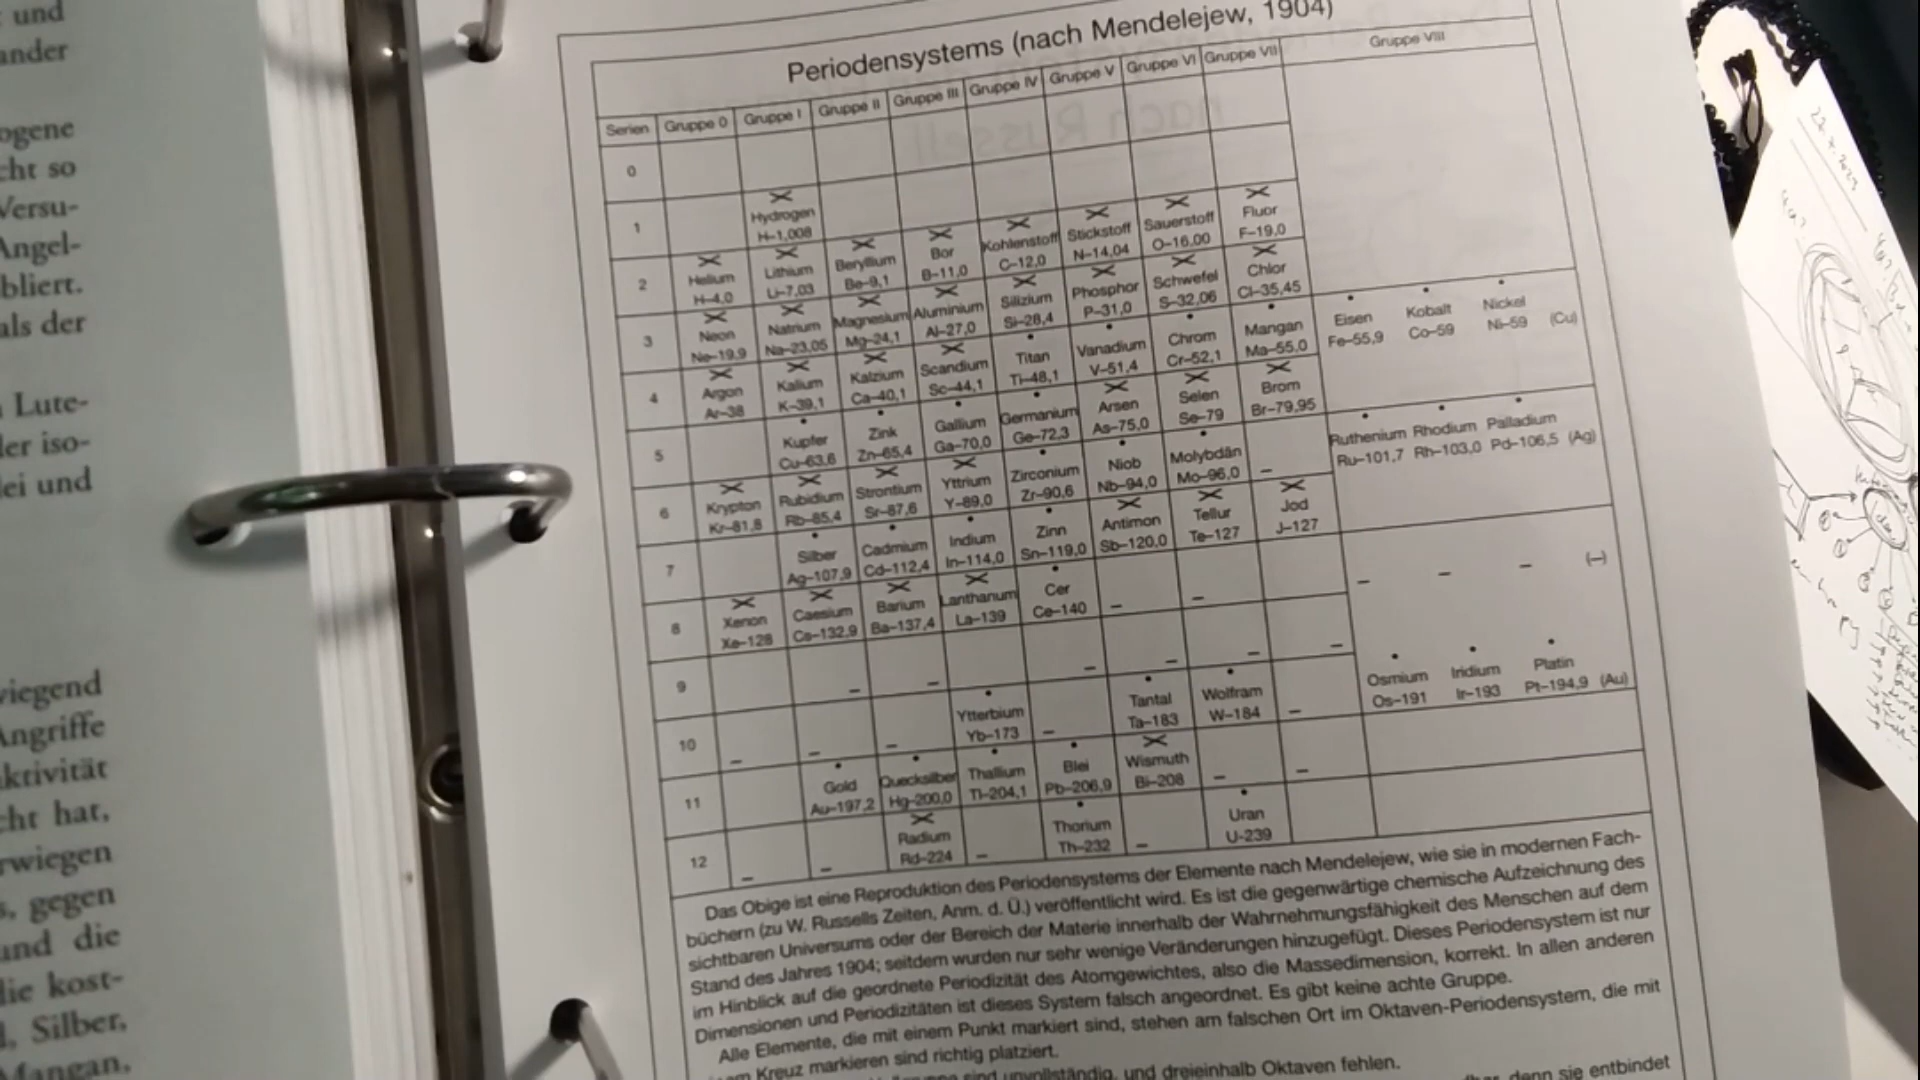 und
ander
ogene
cht so
Versu-
Angel-
bliert.
als der
Lute-
der iso-
lei und
wiegend
Angriffe
aktivität
cht hat,
rwiegen
s, gegen
und die
die kost-
l, Silber,
Mangan,
Periodensystems (nach Mendelejew, 1904)
Serien Gruppe 0 Gruppe I Gruppe II Gruppe III Gruppe IV Gruppe V Gruppe VI Gruppe VII Gruppe VIII
0
1 Hydrogen
H–1,008
2 Helium Lithium Beryllium Bor Kohlenstoff Stickstoff Sauerstoff Fluor
H–4,0 Li–7,03 Be–9,1 B–11,0 C–12,0 N–14,04 O–16,00 F–19,0
3 Neon Natrium Magnesium Aluminium Silizium Phosphor Schwefel Chlor
Ne–19,9 Na–23,05 Mg–24,1 Al–27,0 Si–28,4 P–31,0 S–32,06 Cl–35,45
4 Argon Kalium Kalzium Scandium Titan Vanadium Chrom Mangan Eisen Kobalt Nickel
Ar–38 K–39,1 Ca–40,1 Sc–44,1 Ti–48,1 V–51,4 Cr–52,1 Ma–55,0 Fe–55,9 Co–59 Ni–59 (Cu)
5 Kupfer Zink Gallium Germanium Arsen Selen Brom
Cu–63,6 Zn–65,4 Ga–70,0 Ge–72,3 As–75,0 Se–79 Br–79,95
6 Krypton Rubidium Strontium Yttrium Zirconium Niob Molybdän – Ruthenium Rhodium Palladium
Kr–81,8 Rb–85,4 Sr–87,6 Y–89,0 Zr–90,6 Nb–94,0 Mo–96,0 Ru–101,7 Rh–103,0 Pd–106,5 (Ag)
7 Silber Cadmium Indium Zinn Antimon Tellur Jod
Ag–107,9 Cd–112,4 In–114,0 Sn–119,0 Sb–120,0 Te–127 J–127
8 Xenon Caesium Barium Lanthanum Cer – – – – – (–)
Xe–128 Cs–132,9 Ba–137,4 La–139 Ce–140
9 – – – – – –
10 – – – Ytterbium – Tantal Wolfram – Osmium Iridium Platin
Yb–173 Ta–183 W–184 Os–191 Ir–193 Pt–194,9 (Au)
11 Gold Quecksilber Thallium Blei Wismuth – –
Au–197,2 Hg–200,0 Tl–204,1 Pb–206,9 Bi–208
12 – – Radium – Thorium – Uran
Rd–224 Th–232 U-239
Das Obige ist eine Reproduktion des Periodensystems der Elemente nach Mendelejew, wie sie in modernen Fach-
büchern (zu W. Russells Zeiten, Anm. d. Ü.) veröffentlicht wird. Es ist die gegenwärtige chemische Aufzeichnung des
sichtbaren Universums oder der Bereich der Materie innerhalb der Wahrnehmungsfähigkeit des Menschen auf dem
Stand des Jahres 1904; seitdem wurden nur sehr wenige Veränderungen hinzugefügt. Dieses Periodensystem ist nur
im Hinblick auf die geordnete Periodizität des Atomgewichtes, also die Massedimension, korrekt. In allen anderen
Dimensionen und Periodizitäten ist dieses System falsch angeordnet. Es gibt keine achte Gruppe.
Alle Elemente, die mit einem Punkt markiert sind, stehen am falschen Ort im Oktaven-Periodensystem, die mit
Kreuz markieren sind richtig platziert.
sind unvollständig, und dreieinhalb Oktaven fehlen.
denn sie entbindet